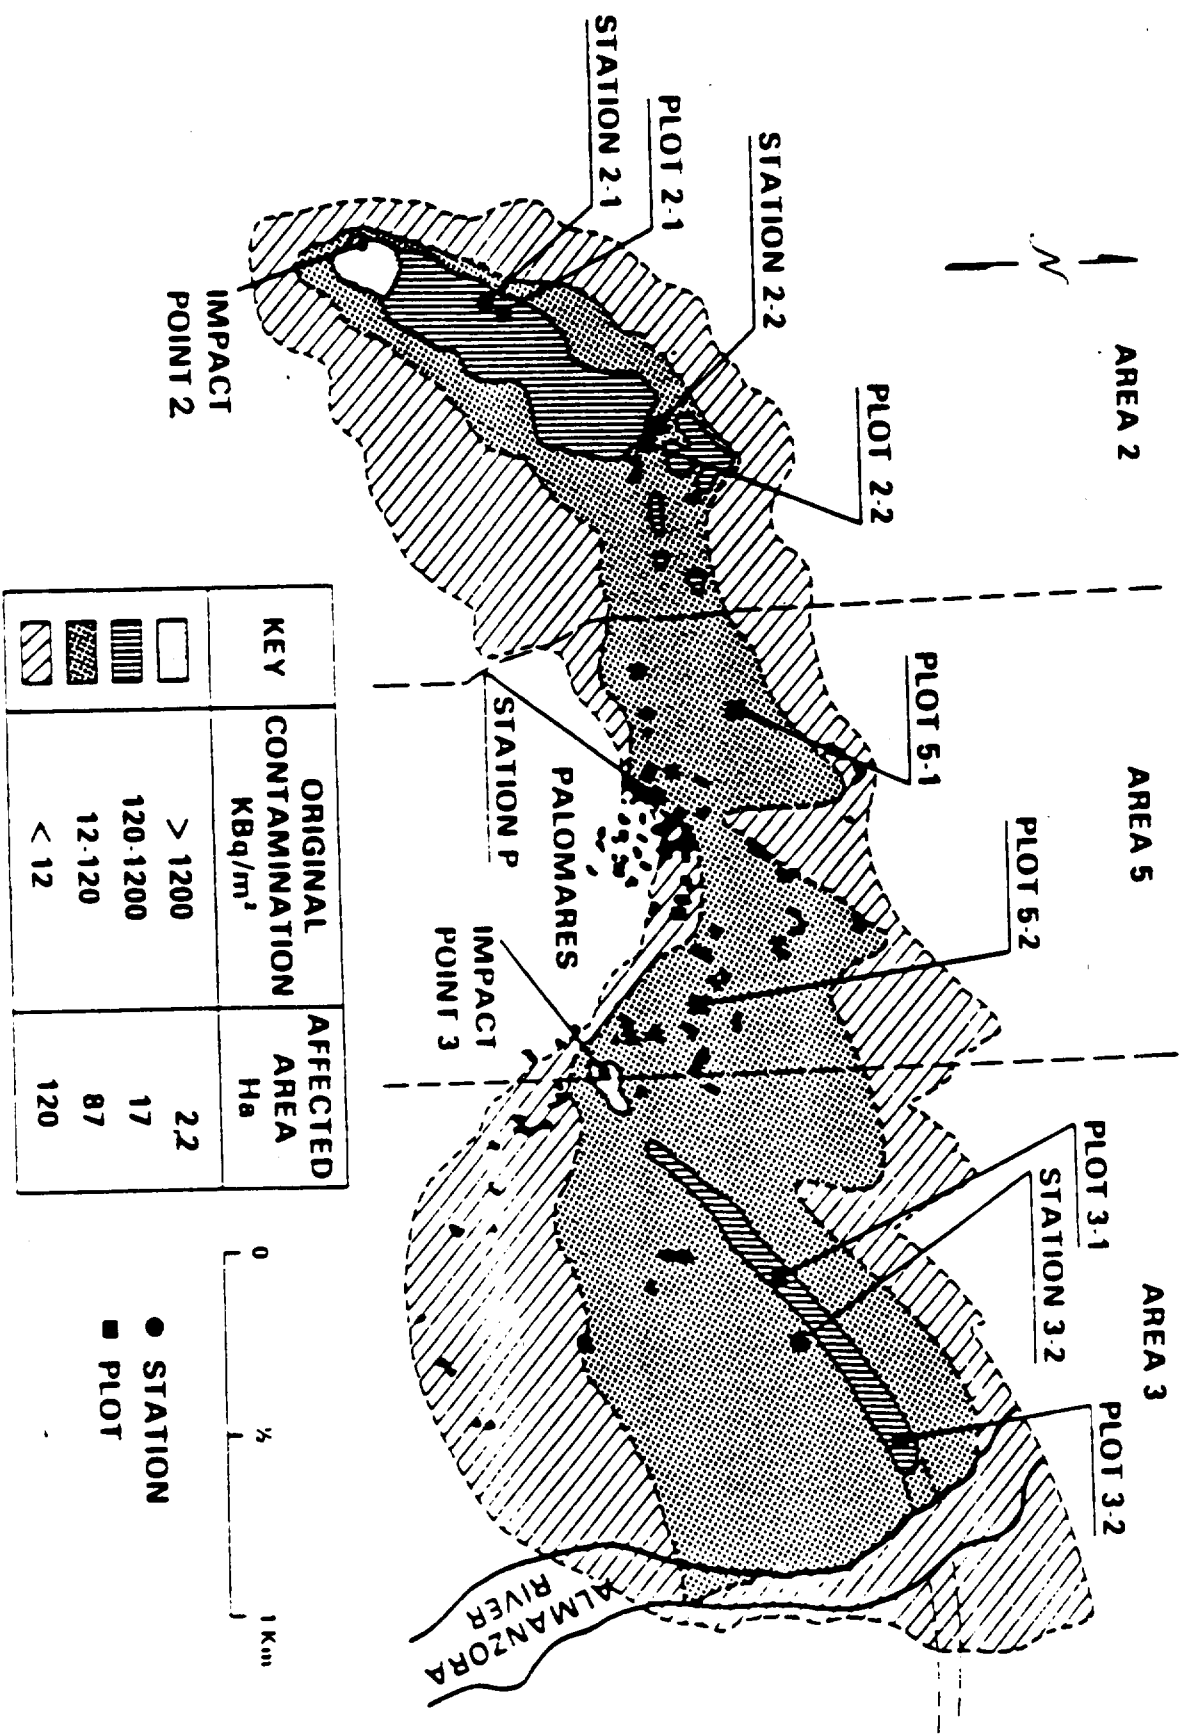 N
AREA 2
AREA 5
AREA 3
STATION 2-1
PLOT 2-1
STATION 2-2
PLOT 2-2
PLOT 5-1
PLOT 5-2
PLOT 3-1
STATION 3-2
PLOT 3-2
IMPACT
POINT 2
STATION P
PALOMARES
IMPACT
POINT 3
ALMANZORA
RIVER
KEY
ORIGINAL
CONTAMINATION
KBq/m²
AFFECTED
AREA
Ha
> 1200
2,2
120-1200
17
12-120
87
< 12
120
0
½
1 Km
● STATION
■ PLOT